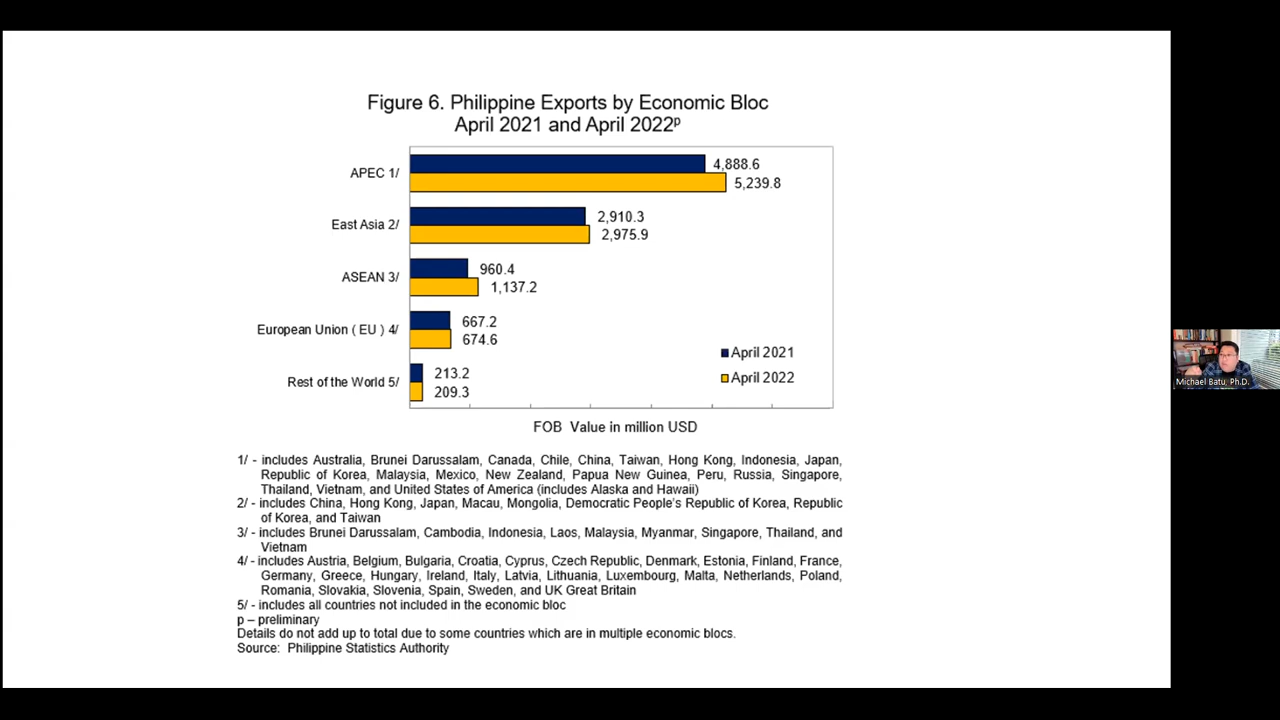 Figure 6. Philippine Exports by Economic Bloc
April 2021 and April 2022p
APEC 1/
4,888.6
5,239.8
East Asia 2/
2,910.3
2,975.9
ASEAN 3/
960.4
1,137.2
European Union ( EU ) 4/
667.2
674.6
Rest of the World 5/
213.2
209.3
April 2021
April 2022
FOB Value in million USD
1/ - includes Australia, Brunei Darussalam, Canada, Chile, China, Taiwan, Hong Kong, Indonesia, Japan,
Republic of Korea, Malaysia, Mexico, New Zealand, Papua New Guinea, Peru, Russia, Singapore,
Thailand, Vietnam, and United States of America (includes Alaska and Hawaii)
2/ - includes China, Hong Kong, Japan, Macau, Mongolia, Democratic People's Republic of Korea, Republic
of Korea, and Taiwan
3/ - includes Brunei Darussalam, Cambodia, Indonesia, Laos, Malaysia, Myanmar, Singapore, Thailand, and
Vietnam
4/ - includes Austria, Belgium, Bulgaria, Croatia, Cyprus, Czech Republic, Denmark, Estonia, Finland, France,
Germany, Greece, Hungary, Ireland, Italy, Latvia, Lithuania, Luxembourg, Malta, Netherlands, Poland,
Romania, Slovakia, Slovenia, Spain, Sweden, and UK Great Britain
5/ - includes all countries not included in the economic bloc
p – preliminary
Details do not add up to total due to some countries which are in multiple economic blocs.
Source: Philippine Statistics Authority
Michael Batu, Ph.D.